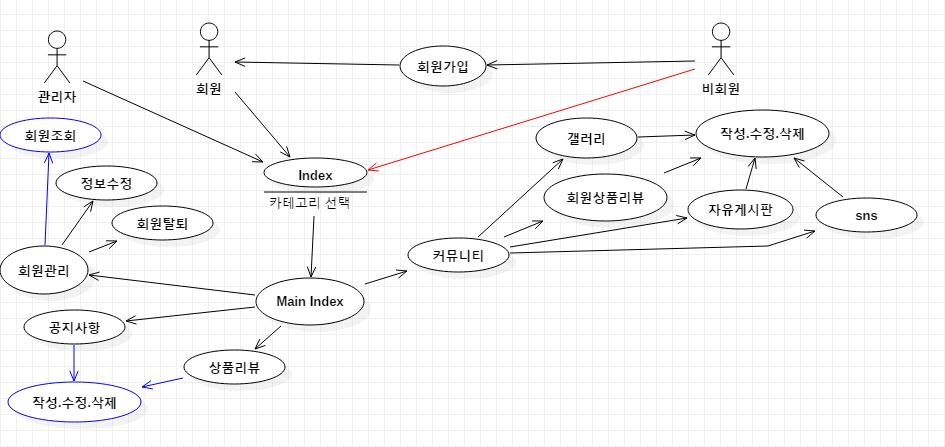 관리자
회원
회원가입
비회원
회원조회
갤러리
작성.수정.삭제
Index
카테고리 선택
정보수정
회원상품리뷰
자유게시판
sns
회원탈퇴
커뮤니티
회원관리
Main Index
공지사항
상품리뷰
작성.수정.삭제